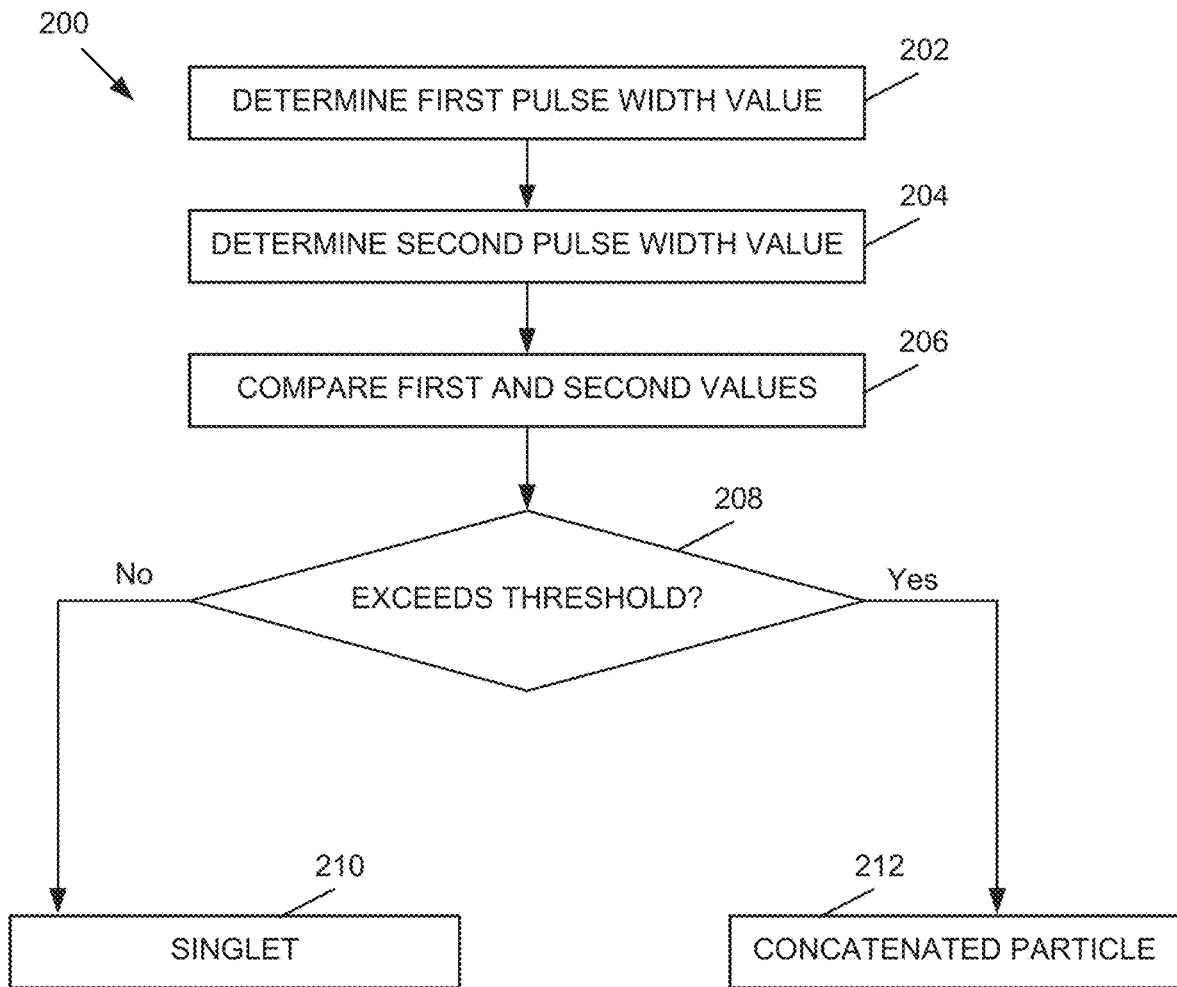 200
202
DETERMINE FIRST PULSE WIDTH VALUE
204
DETERMINE SECOND PULSE WIDTH VALUE
206
COMPARE FIRST AND SECOND VALUES
208
No
EXCEEDS THRESHOLD?
Yes
210
SINGLET
212
CONCATENATED PARTICLE